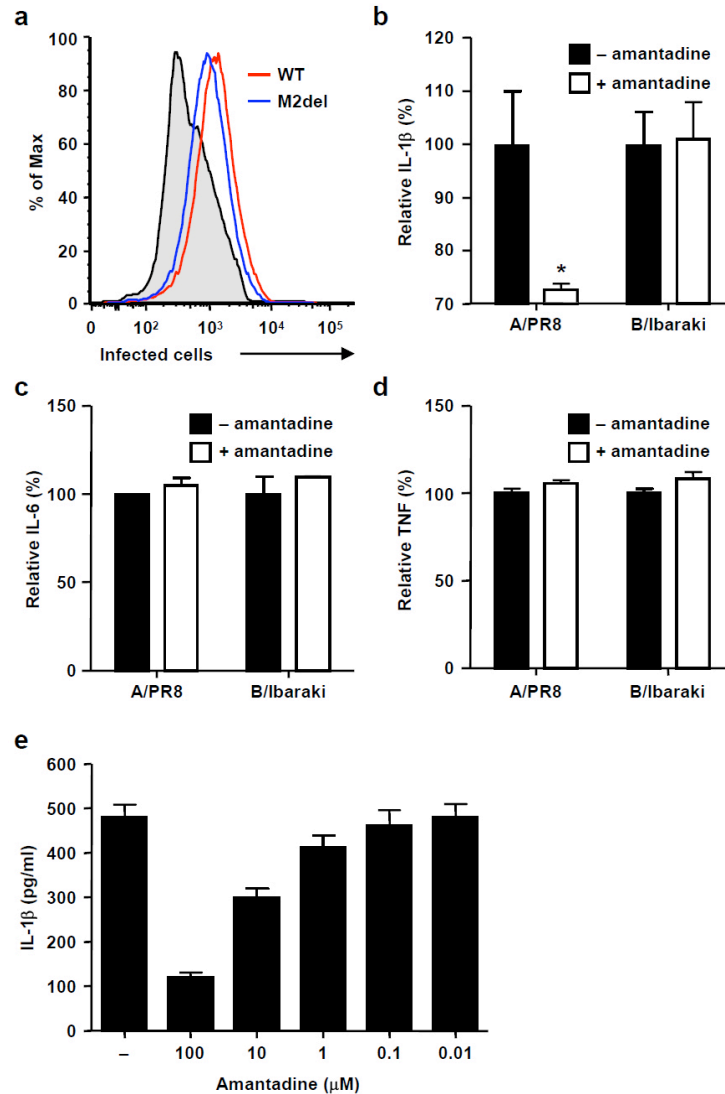 a
% of Max
100
80
60
40
20
0
WT
M2del
0 10² 10³ 10⁴ 10⁵
Infected cells
b
Relative IL-1β (%)
120
110
100
90
80
70
– amantadine
+ amantadine
*
A/PR8 B/Ibaraki
c
Relative IL-6 (%)
150
100
50
0
– amantadine
+ amantadine
A/PR8 B/Ibaraki
d
Relative TNF (%)
150
100
50
0
– amantadine
+ amantadine
A/PR8 B/Ibaraki
e
IL-1β (pg/ml)
600
500
400
300
200
100
0
– 100 10 1 0.1 0.01
Amantadine (μM)